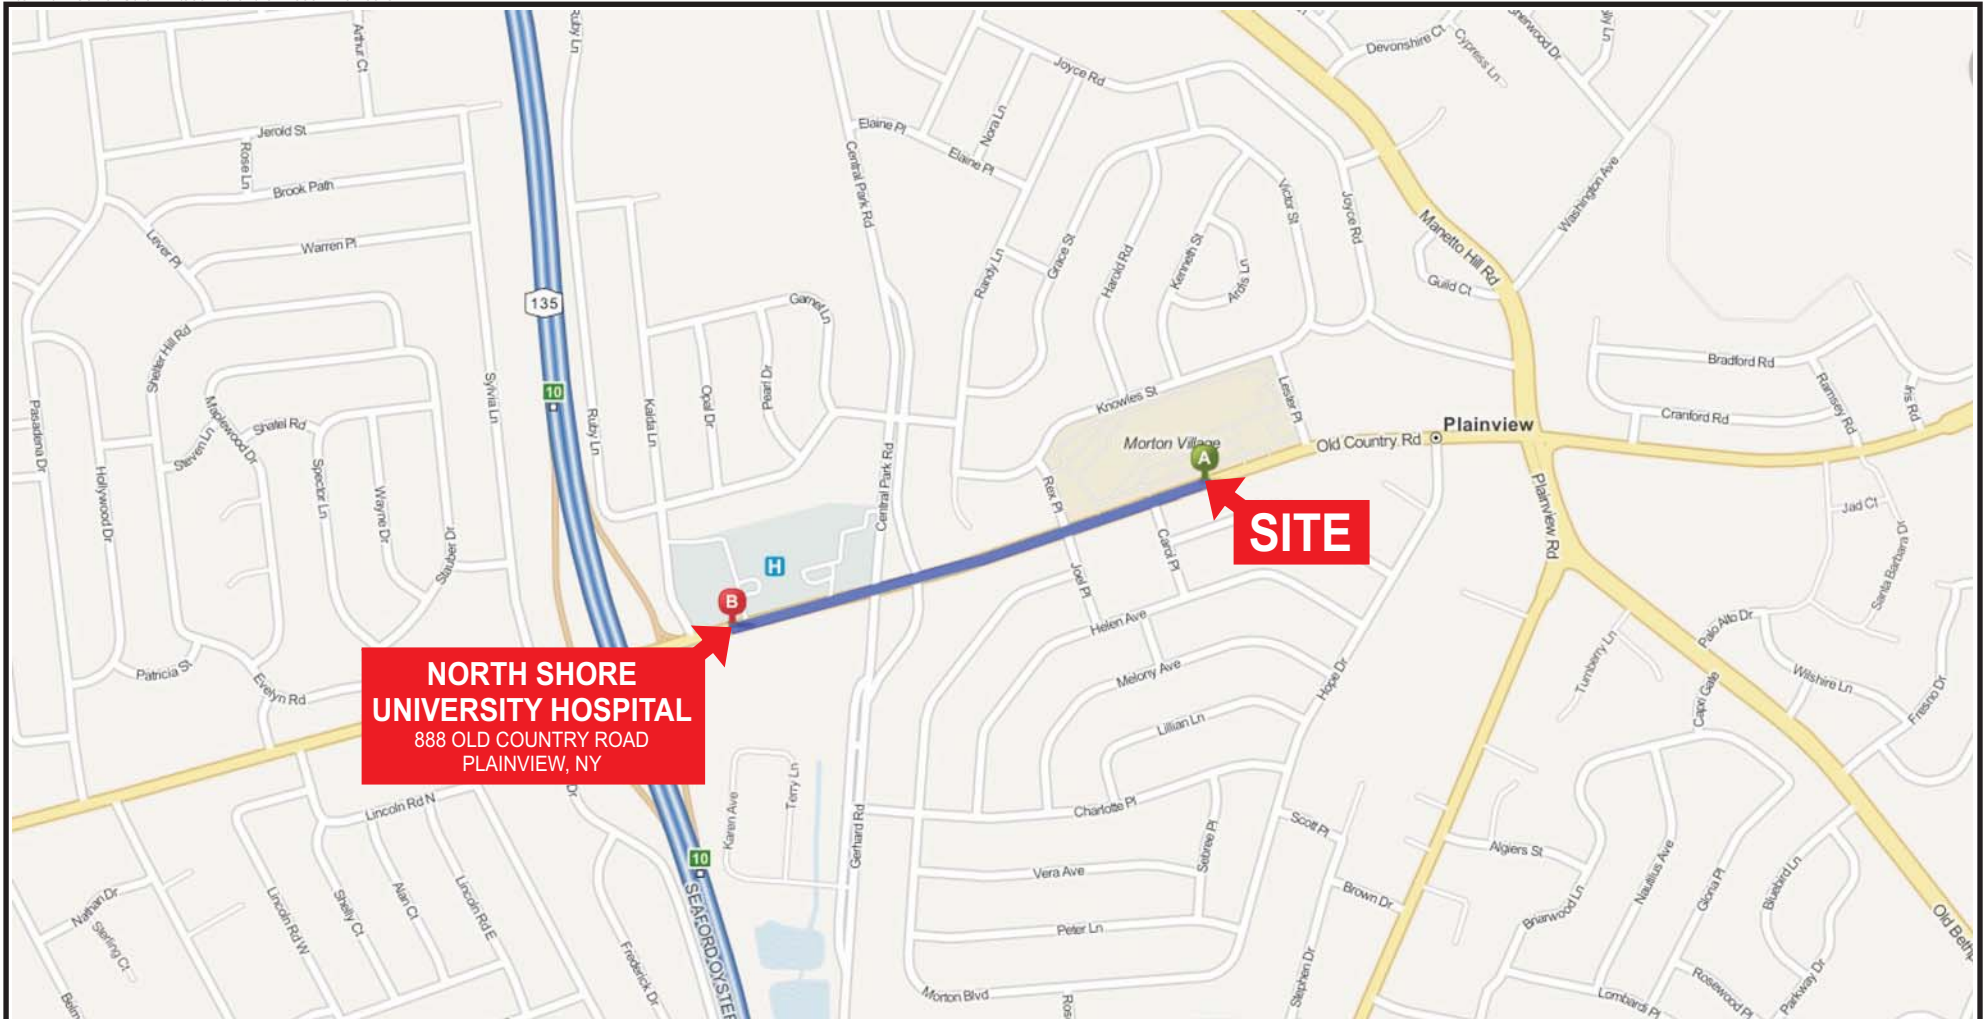 Arthur Ct
Ruby Ln
Joyce Rd
Devonshire Ct
Cypress Ln
Jerold St
Rose Ln
Brook Path
Elaine Pl
Nora Ln
Elaine Pl
Central Park Rd
Washington Ave
Lever Pl
Warren Pl
Victor St
Joyce Rd
Manetto Hill Rd
Grace St
Harold Rd
Kenneth St
Ardis Ln
Randy Ln
Guild Ct
135
Garnet Ln
Shelter Hill Rd
Bradford Rd
10
Sylvia Ln
Ruby Ln
Kalda Ln
Opal Dr
Pearl Dr
Knowles St
Lester Pl
Ramsey Rd
Iris Rd
Cranford Rd
Pasadena Dr
Hollywood Dr
Steven Ln
Maplewood Dr
Shatel Rd
Spector Ln
Wayne Dr
Stauber Dr
Central Park Rd
Morton Village
A
Old Country Rd
Plainview
Rex Pl
Carol Pl
SITE
Plainview Rd
Jad Ct
Santa Barbara Dr
H
B
Joel Pl
Helen Ave
Melony Ave
Hope Dr
Lillian Ln
Turnberry Ln
Palo Alto Dr
Capri Gate
Wilshire Ln
Fresno Dr
Patricia St
Evelyn Rd
NORTH SHORE
UNIVERSITY HOSPITAL
888 OLD COUNTRY ROAD
PLAINVIEW, NY
Dr
Lincoln Rd N
Karen Ave
Terry Ln
Gerhard Rd
Charlotte Pl
Sebree Pl
Scott Pl
Algiers St
10
Vera Ave
Brown Dr
Briarwood Ln
Nautilus Ave
Gloria Pl
Bluebird Ln
Nathan Dr
Sterling Ct
Lincoln Rd W
Shelly Ct
Alan Ct
Lincoln Rd E
Frederick Dr
SEAFORD OYSTER
Peter Ln
Morton Blvd
Stephen Dr
Lombardi Pl
Rosewood Pl
Parkway Dr